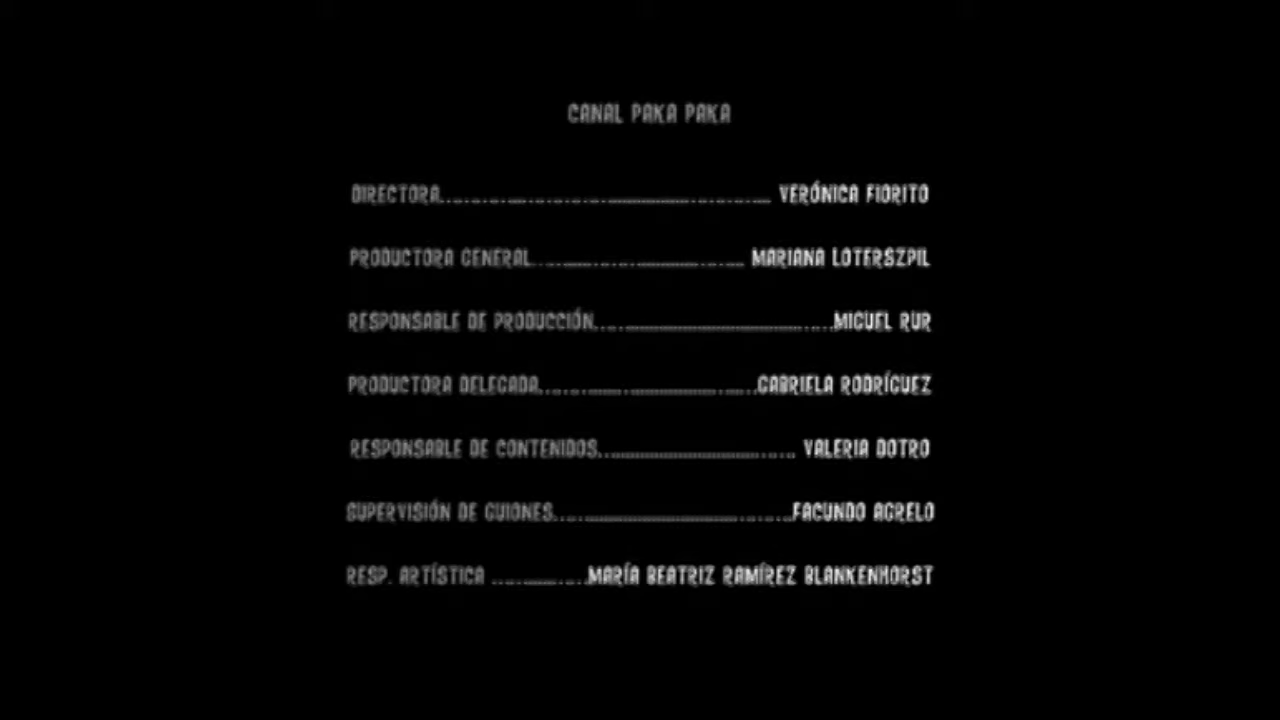 CANAL PAKA PAKA
DIRECTORA........................................ VERÓNICA FIORITO
PRODUCTORA GENERAL.......................... MARIANA LOTERSZPIL
RESPONSABLE DE PRODUCCIÓN.............................MIGUEL RUR
PRODUCTORA DELEGADA..........................GABRIELA RODRÍGUEZ
RESPONSABLE DE CONTENIDOS........................ VALERIA DOTRO
SUPERVISIÓN DE GUIONES.............................FACUNDO AGRELO
RESP. ARTÍSTICA ............MARÍA BEATRIZ RAMÍREZ BLANKENHORST